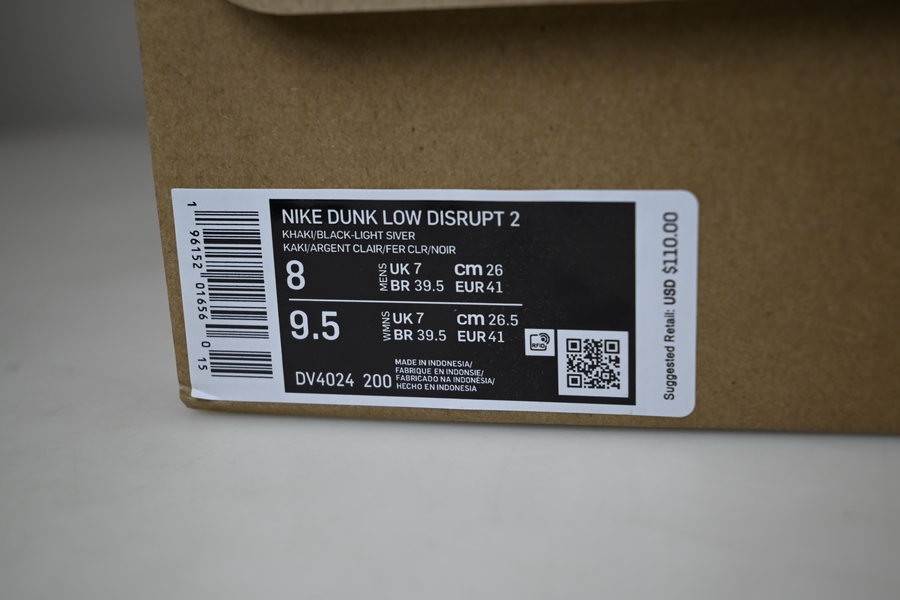 NIKE DUNK LOW DISRUPT 2
KHAKI/BLACK-LIGHT SIVER
KAKI/ARGENT CLAIR/FER CLR/NOIR
8 MENS UK 7 cm 26
BR 39.5 EUR 41
9.5 WMNS UK 7 cm 26.5
BR 39.5 EUR 41
DV4024 200
MADE IN INDONESIA/
FABRIQUE EN INDONSIE/
FABRICADO NA INDONÈSIA/
HECHO EN INDONESIA
RFID
1 96152 01656 0 15
Suggested Retail: USD $110.00